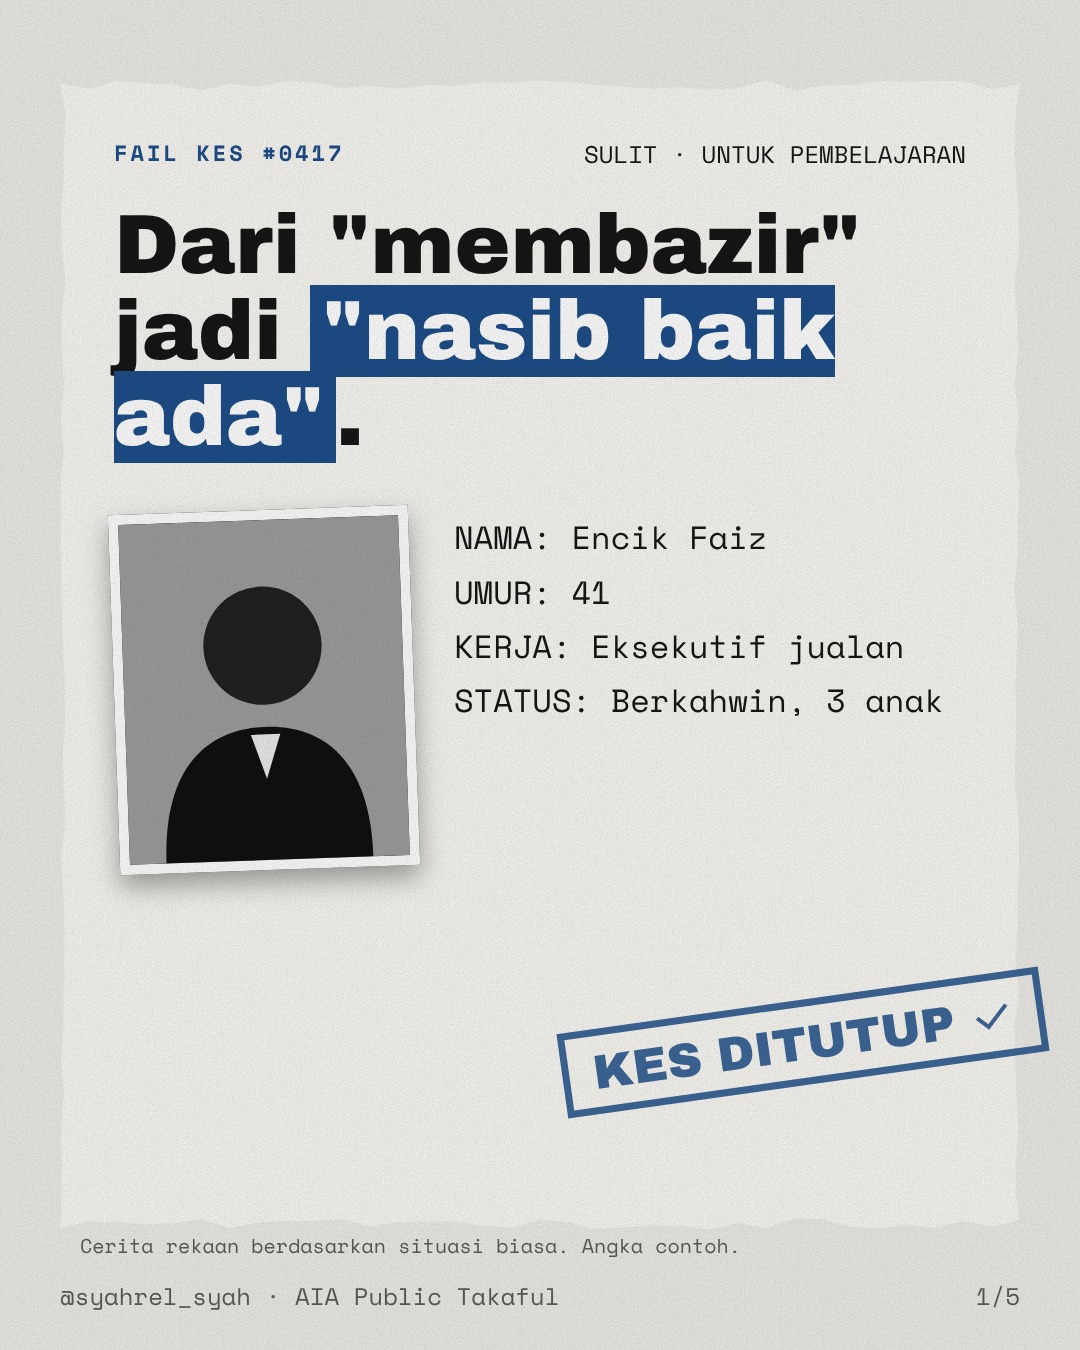 FAIL KES #0417
SULIT · UNTUK PEMBELAJARAN
Dari "membazir"
jadi "nasib baik
ada".
NAMA: Encik Faiz
UMUR: 41
KERJA: Eksekutif jualan
STATUS: Berkahwin, 3 anak
KES DITUTUP ✓
Cerita rekaan berdasarkan situasi biasa. Angka contoh.
@syahrel_syah · AIA Public Takaful
1/5